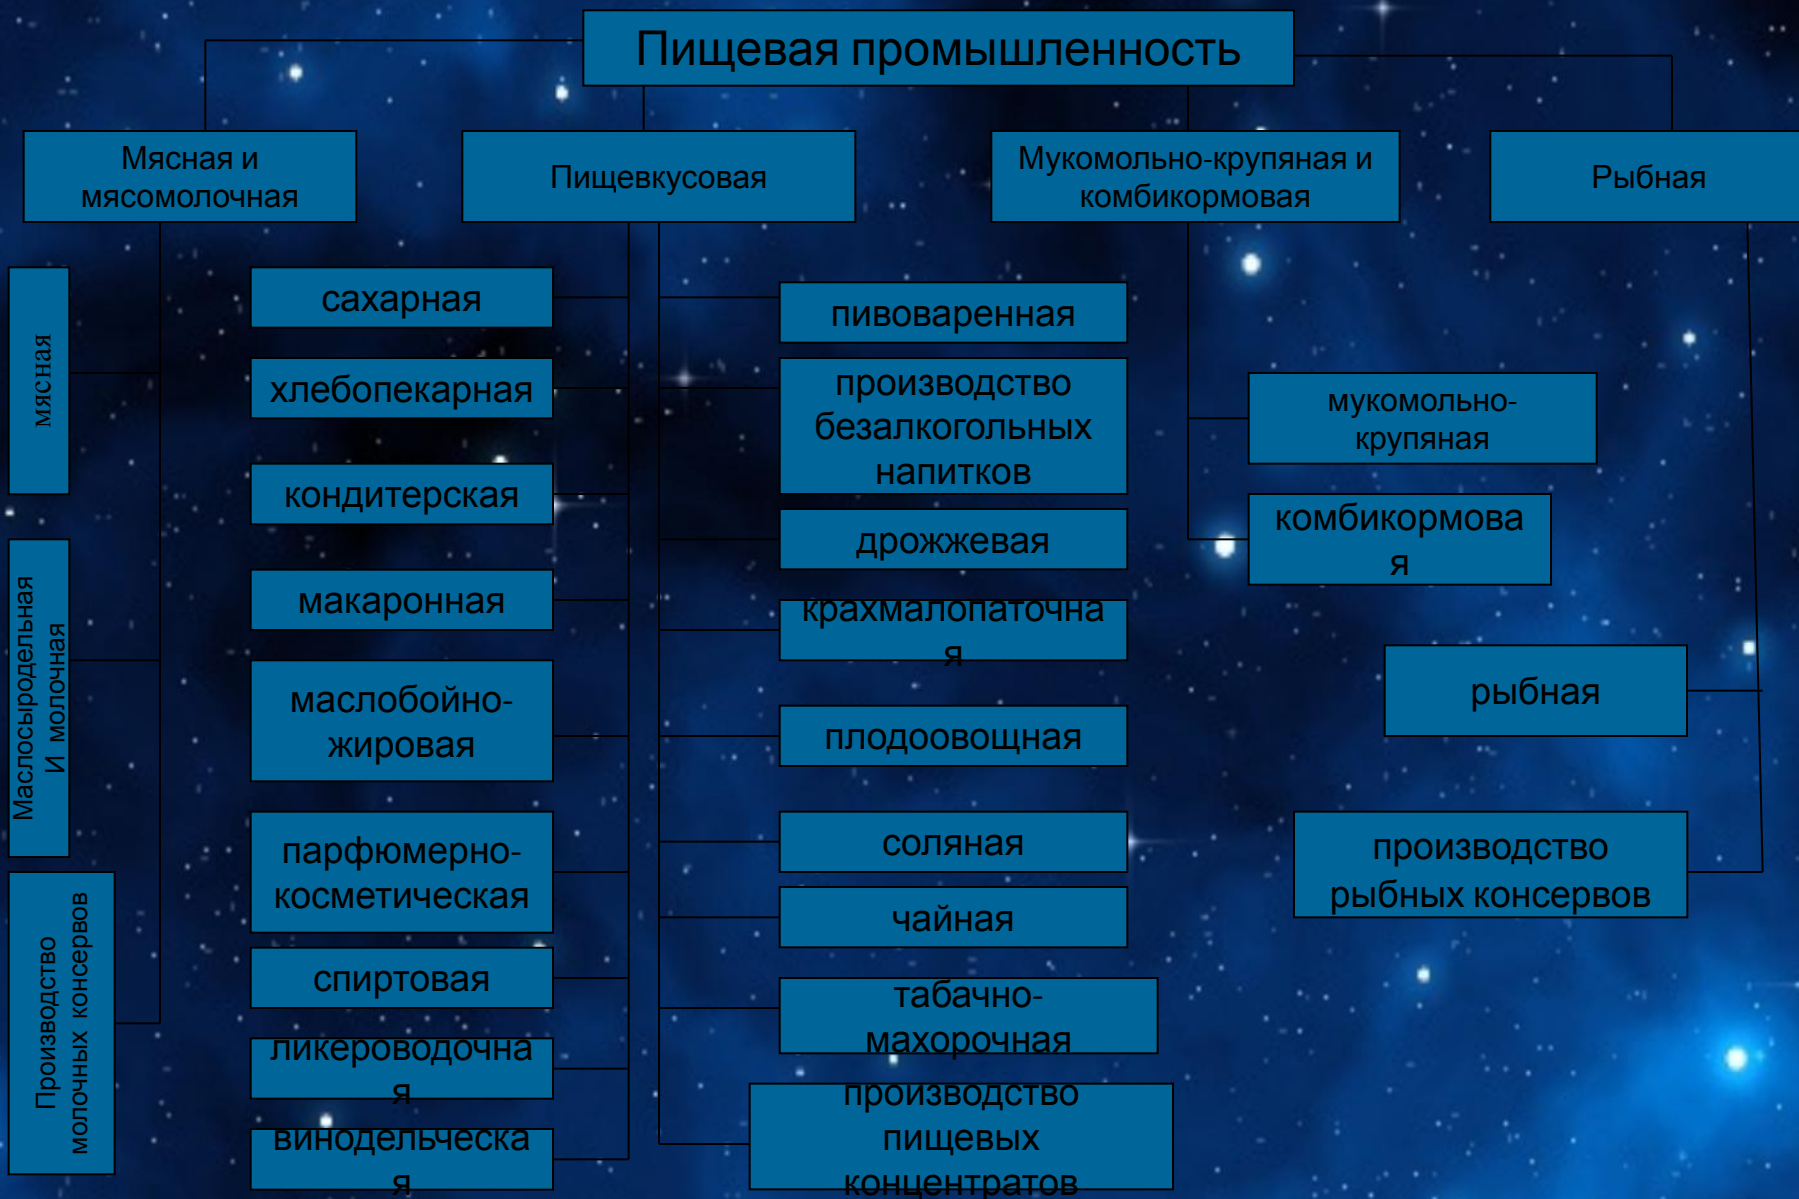 Пищевая промышленность
Мясная и
мясомолочная
Пищевкусовая
Мукомольно-крупяная и
комбикормовая
Рыбная
мясная
Маслосыродельная
И молочная
Производство
молочных консервов
сахарная
хлебопекарная
кондитерская
макаронная
маслобойно-
жировая
парфюмерно-
косметическая
спиртовая
ликероводочна
я
винодельческа
я
пивоваренная
производство
безалкогольных
напитков
дрожжевая
крахмалопаточна
я
плодоовощная
соляная
чайная
табачно-
махорочная
производство
пищевых
концентратов
мукомольно-
крупяная
комбикормова
я
рыбная
производство
рыбных консервов